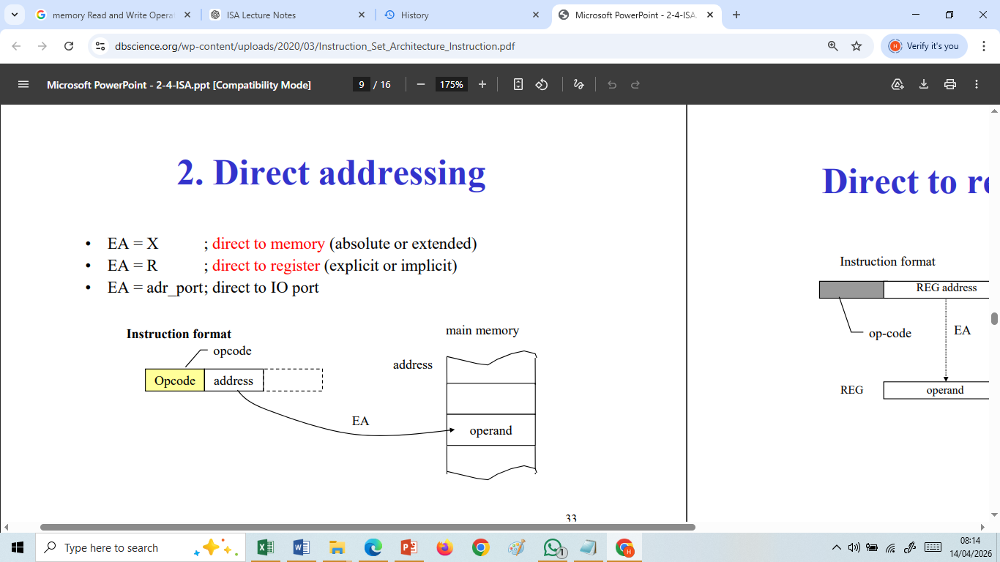 memory Read and Write Opera
ISA Lecture Notes
History
Microsoft PowerPoint - 2-4-ISA.
dbscience.org/wp-content/uploads/2020/03/Instruction_Set_Architecture_Instruction.pdf
H
Verify it's you
Microsoft PowerPoint - 2-4-ISA.ppt [Compatibility Mode]
9 / 16
175%
2. Direct addressing
• EA = X ; direct to memory (absolute or extended)
• EA = R ; direct to register (explicit or implicit)
• EA = adr_port; direct to IO port
Instruction format
opcode
Opcode address
EA
main memory
address
operand
33
Direct to re
Instruction format
REG address
op-code
EA
REG
operand
Type here to search
1
H
08:14
14/04/2026